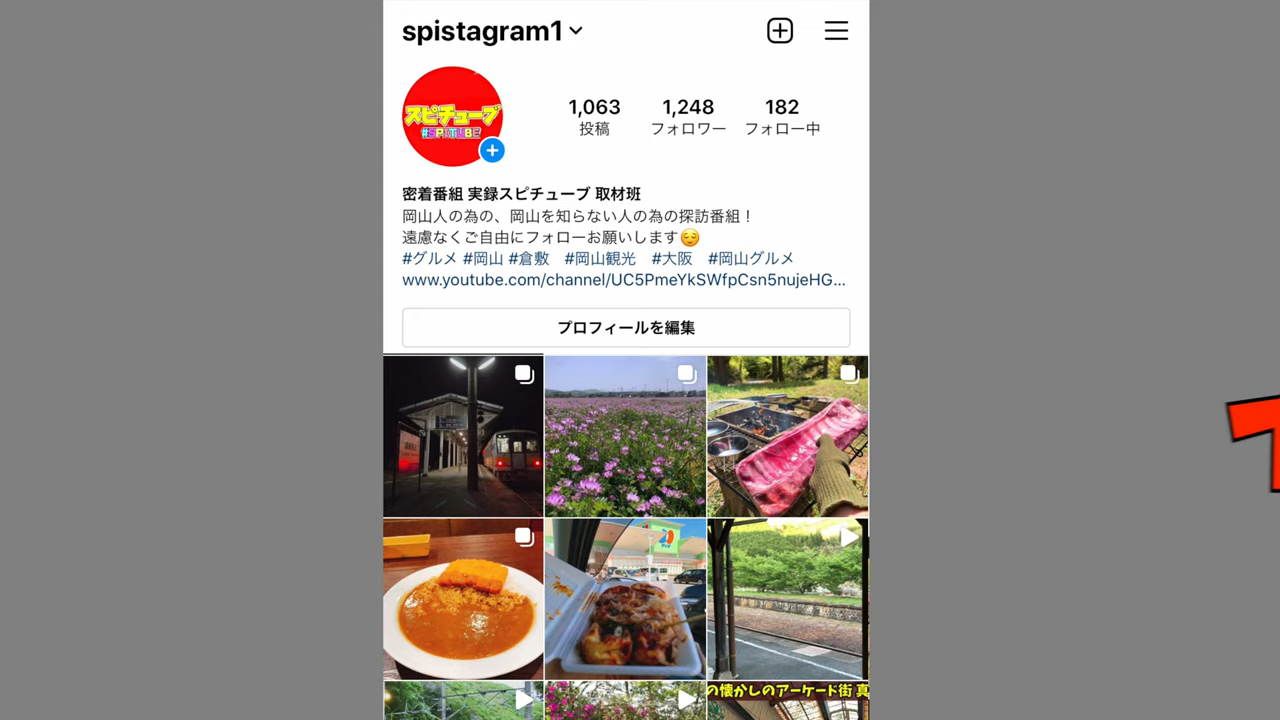 spistagram1
スピチューブ
#SPITUBE
1,063
投稿
1,248
フォロワー
182
フォロー中
密着番組 実録スピチューブ 取材班
岡山人の為の、岡山を知らない人の為の探訪番組！
遠慮なくご自由にフォローお願いします😌
#グルメ #岡山 #倉敷　#岡山観光　#大阪　#岡山グルメ
www.youtube.com/channel/UC5PmeYkSWfpCsn5nujeHG...
プロフィールを編集
の懐かしのアーケード街 真